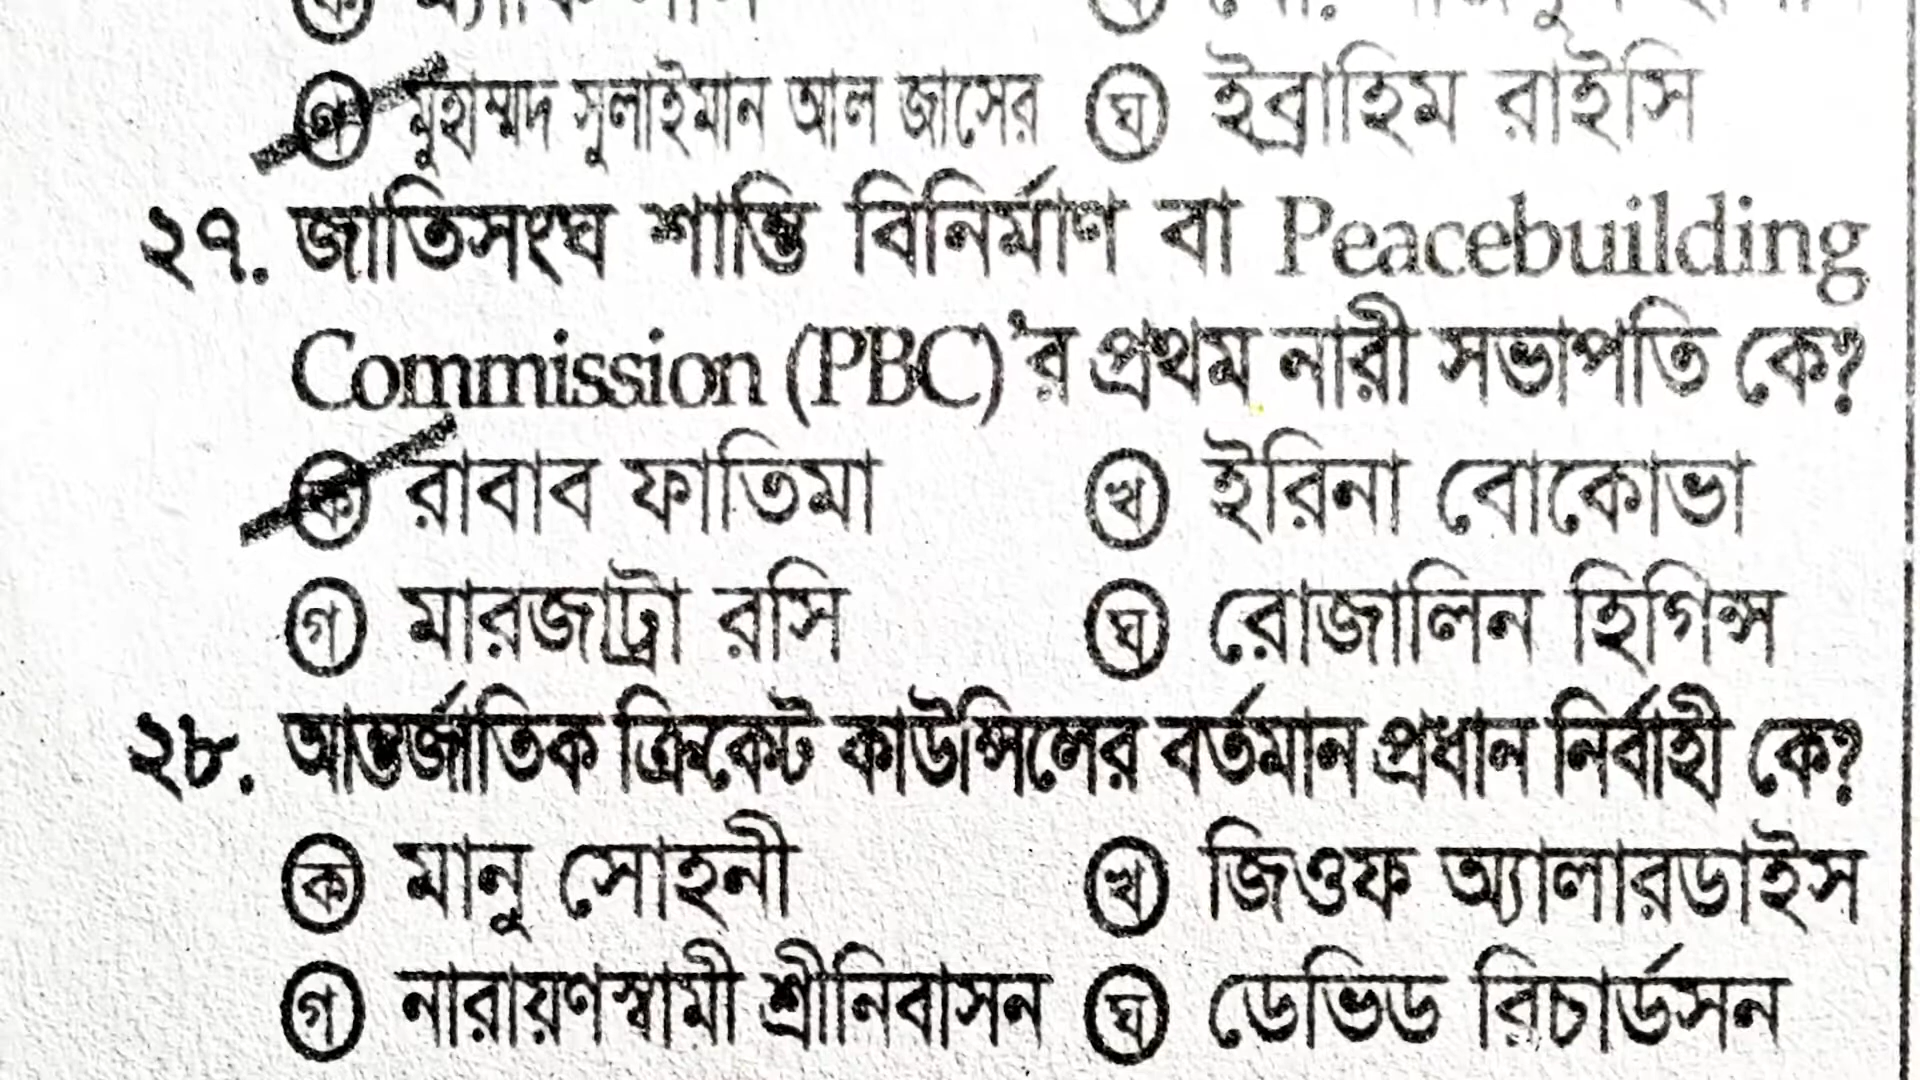 গ মুহাম্মদ সুলাইমান আল জাসের ঘ ইব্রাহিম রাইসি
২৭. জাতিসংঘ শান্তি বিনির্মাণ বা Peacebuilding
Commission (PBC)'র প্রথম নারী সভাপতি কে?
ক রাবাব ফাতিমা খ ইরিনা বোকোভা
গ মারজাট্রা রসি ঘ রোজালিন হিগিন্স
২৮. আন্তর্জাতিক ক্রিকেট কাউন্সিলের বর্তমান প্রধান নির্বাহী কে?
ক মানু সোহনী খ জিওফ অ্যালারডাইস
গ নারায়ণস্বামী শ্রীনিবাসন ঘ ডেভিড রিচার্ডসন